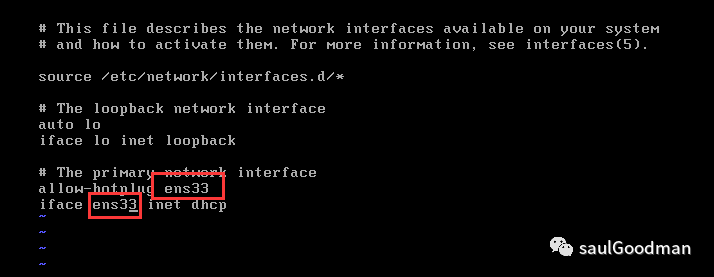 # This file describes the network interfaces available on your system
# and how to activate them. For more information, see interfaces(5).
source /etc/network/interfaces.d/*
# The loopback network interface
auto lo
iface lo inet loopback
# The primary network interface
allow-hotplug ens33
iface ens33 inet dhcp
~
~
~
~
saulGoodman